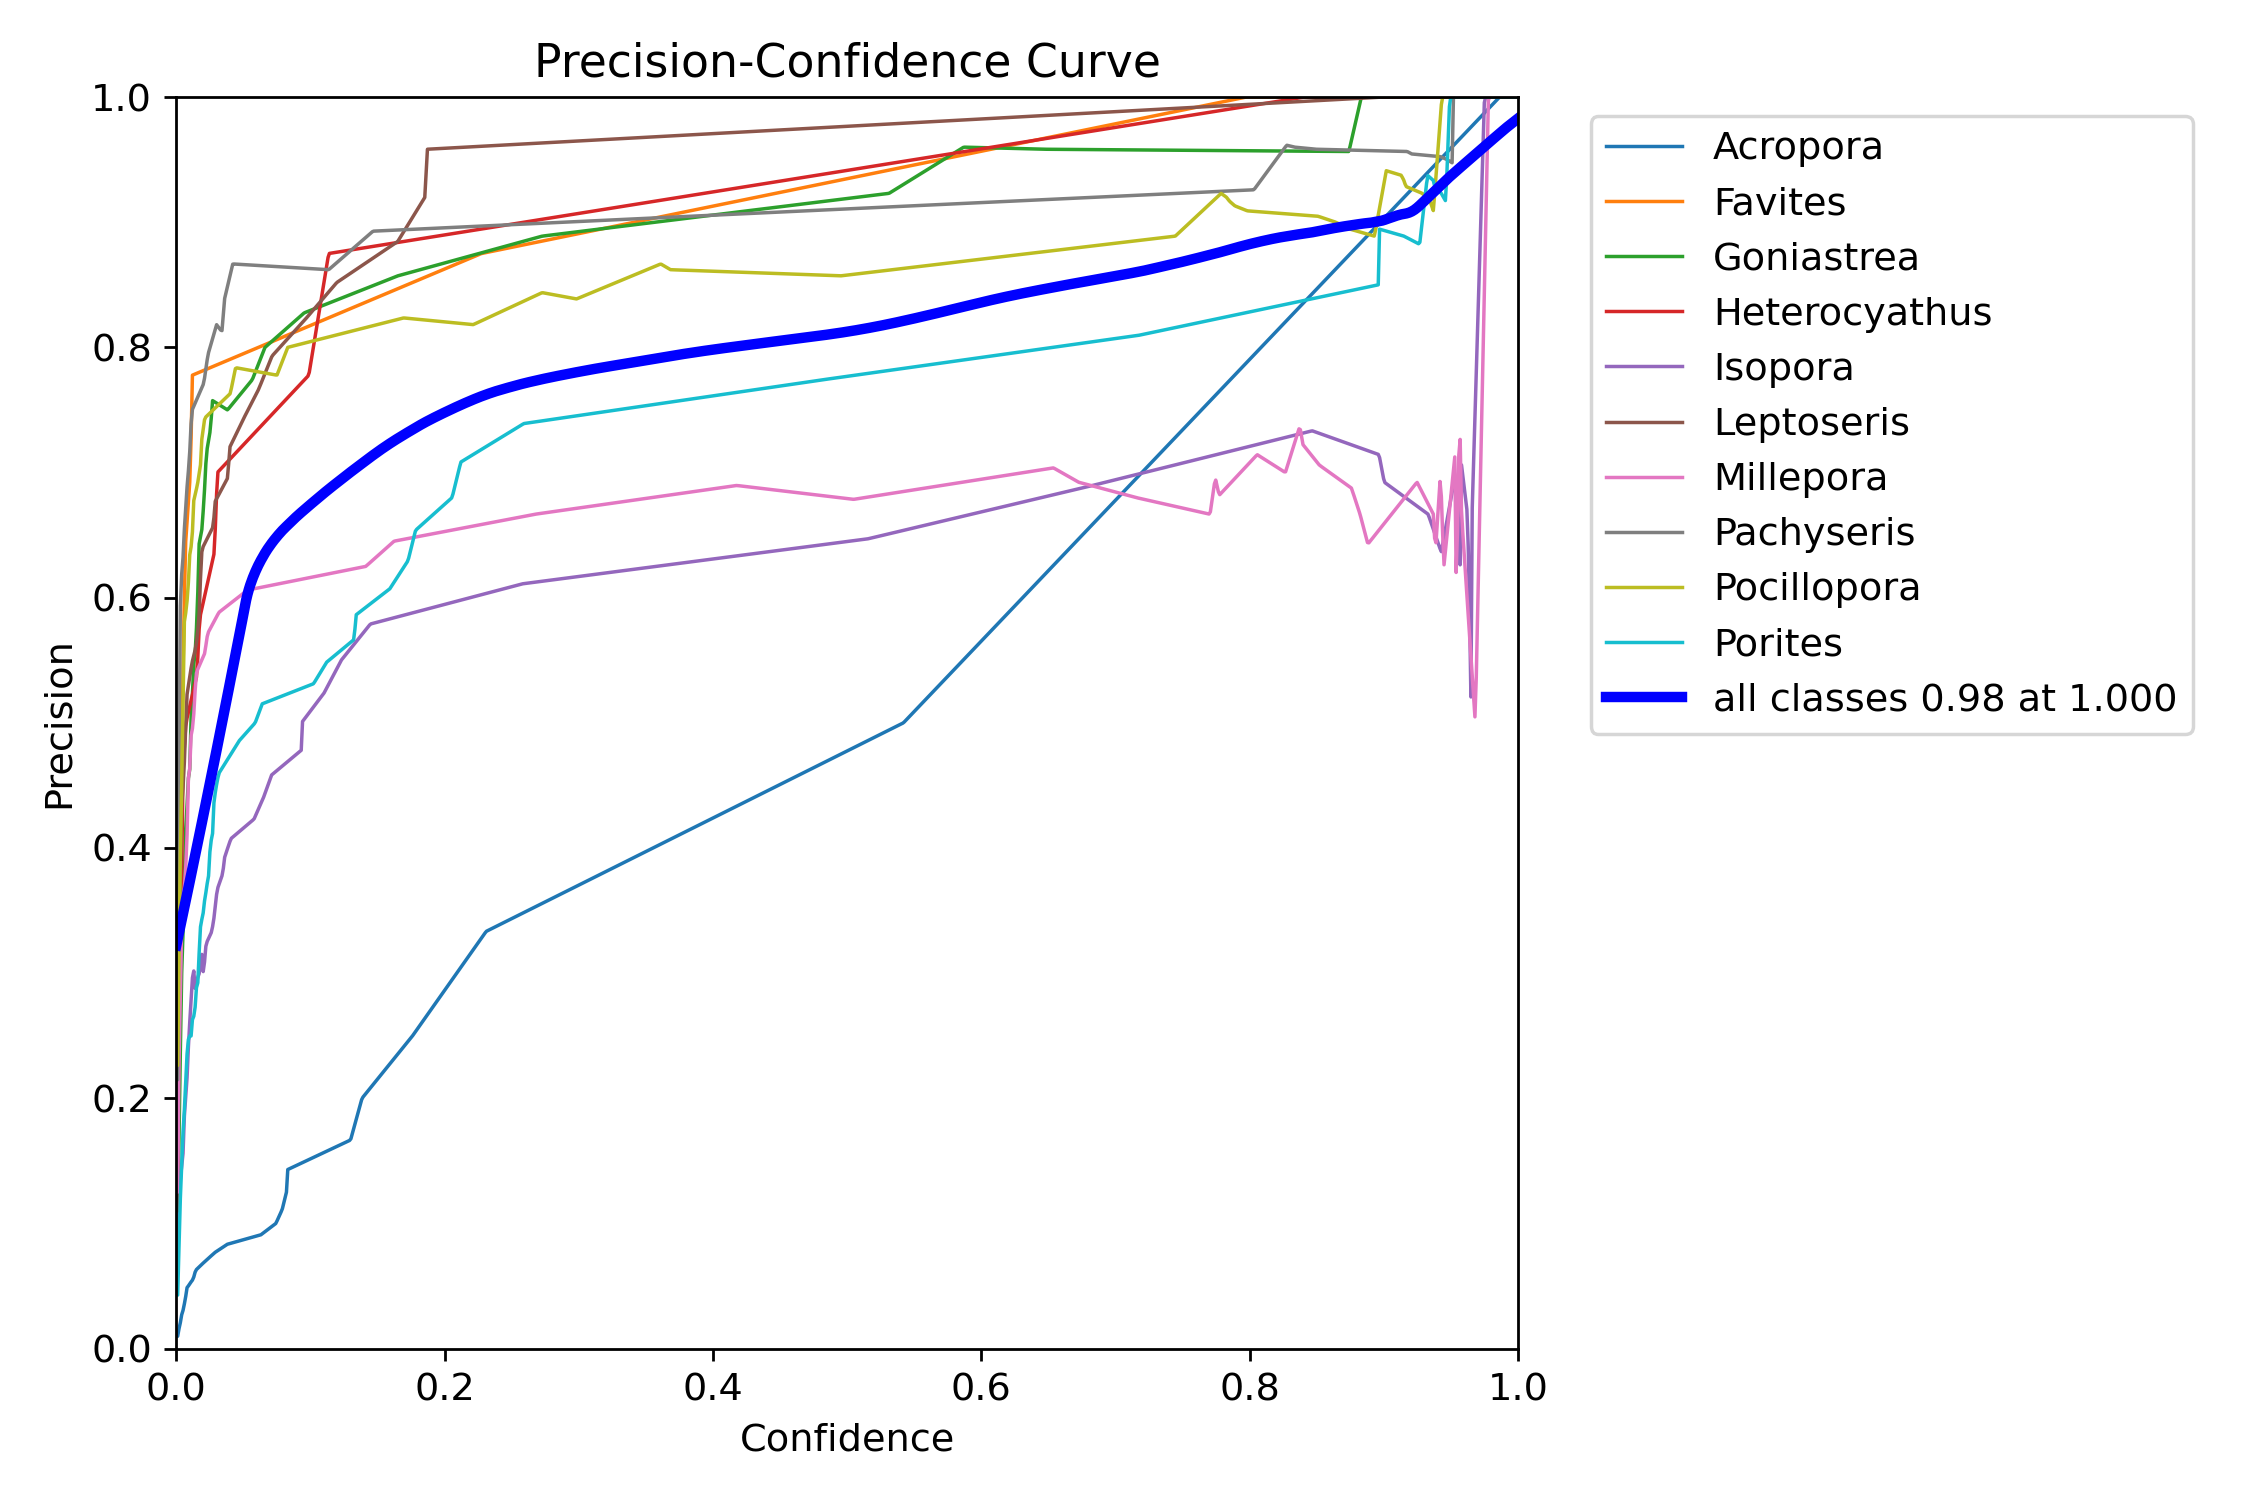 Precision-Confidence Curve
1.0
0.8
0.6
0.4
0.2
0.0
Precision
0.0 0.2 0.4 0.6 0.8 1.0
Confidence
Acropora
Favites
Goniastrea
Heterocyathus
Isopora
Leptoseris
Millepora
Pachyseris
Pocillopora
Porites
all classes 0.98 at 1.000